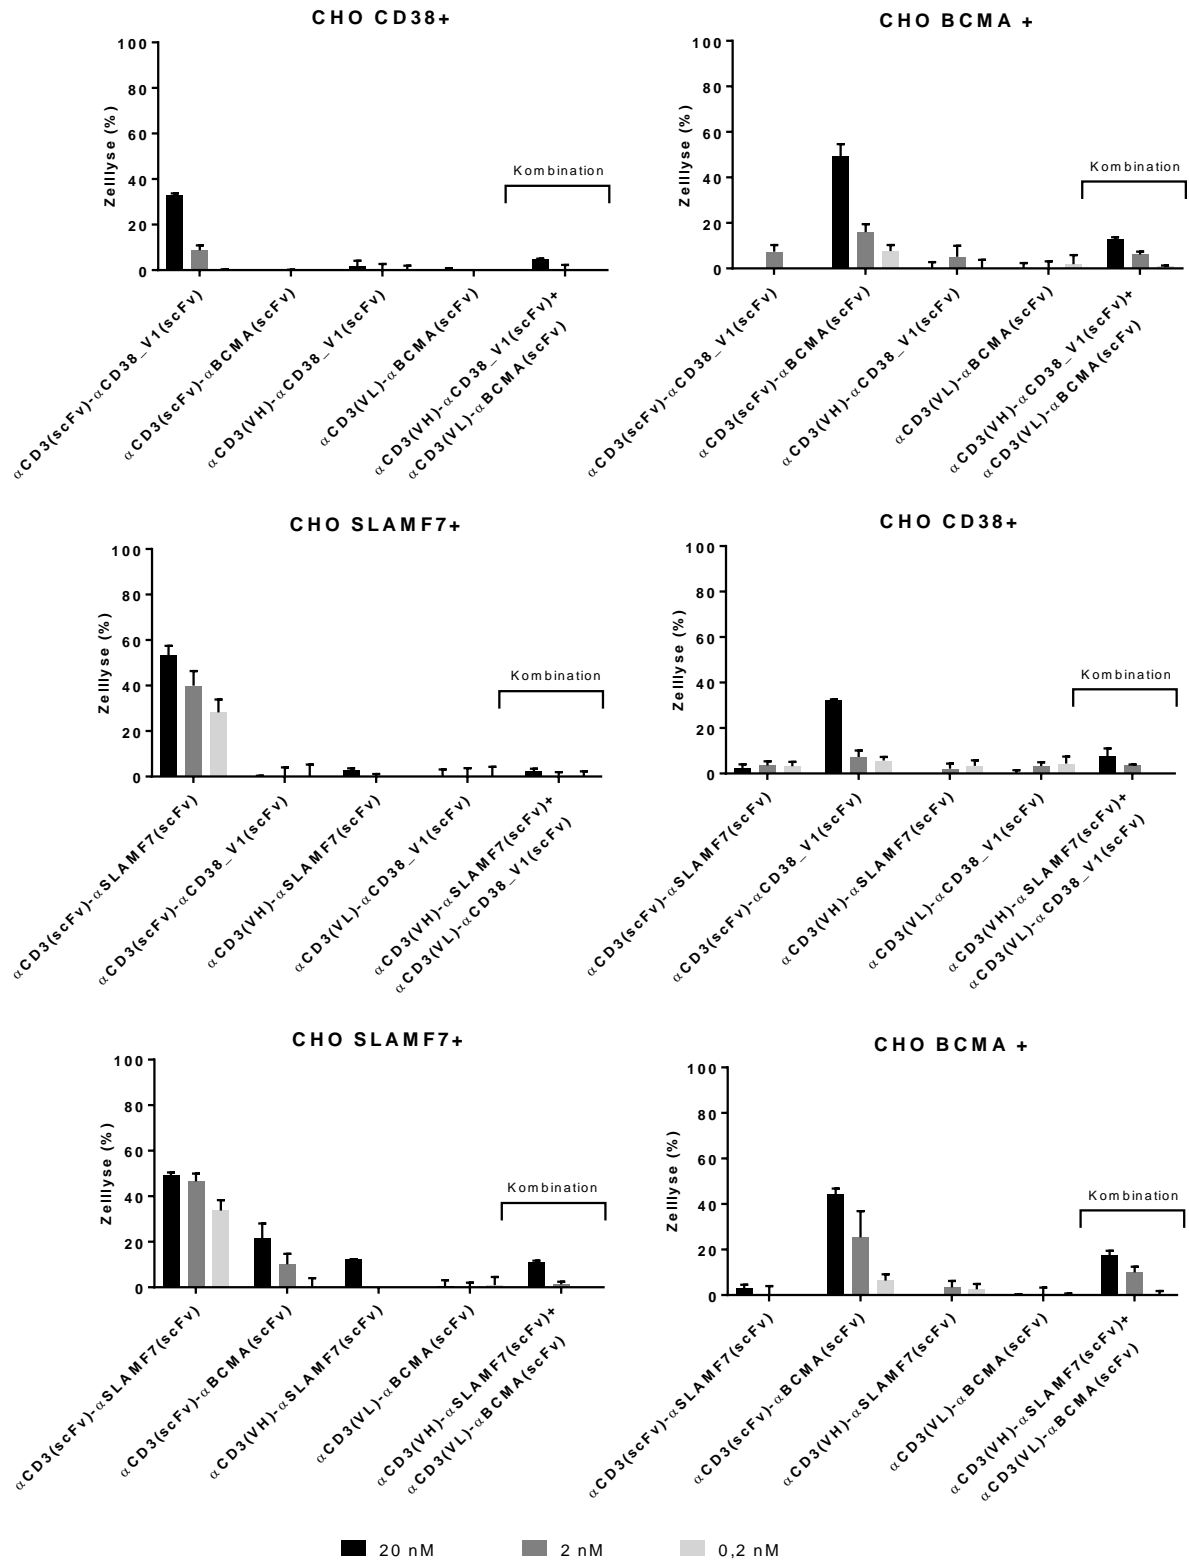 CHO CD38+
100
80
60
40
20
0
Zelllyse (%)
Kombination
αCD3(scFv)-αCD38_V1(scFv)
αCD3(scFv)-αBCMA(scFv)
αCD3(VH)-αCD38_V1(scFv)
αCD3(VL)-αBCMA(scFv)
αCD3(VH)-αCD38_V1(scFv)+
αCD3(VL)-αBCMA(scFv)
CHO BCMA +
100
80
60
40
20
0
Zelllyse (%)
Kombination
αCD3(scFv)-αCD38_V1(scFv)
αCD3(scFv)-αBCMA(scFv)
αCD3(VH)-αCD38_V1(scFv)
αCD3(VL)-αBCMA(scFv)
αCD3(VH)-αCD38_V1(scFv)+
αCD3(VL)-αBCMA(scFv)
CHO SLAMF7+
100
80
60
40
20
0
Zelllyse (%)
Kombination
αCD3(scFv)-αSLAMF7(scFv)
αCD3(scFv)-αCD38_V1(scFv)
αCD3(VH)-αSLAMF7(scFv)
αCD3(VL)-αCD38_V1(scFv)
αCD3(VH)-αSLAMF7(scFv)+
αCD3(VL)-αCD38_V1(scFv)
CHO CD38+
100
80
60
40
20
0
Zelllyse (%)
Kombination
αCD3(scFv)-αSLAMF7(scFv)
αCD3(scFv)-αCD38_V1(scFv)
αCD3(VH)-αSLAMF7(scFv)
αCD3(VL)-αCD38_V1(scFv)
αCD3(VH)-αSLAMF7(scFv)+
αCD3(VL)-αCD38_V1(scFv)
CHO SLAMF7+
100
80
60
40
20
0
Zelllyse (%)
Kombination
αCD3(scFv)-αSLAMF7(scFv)
αCD3(scFv)-αBCMA(scFv)
αCD3(VH)-αSLAMF7(scFv)
αCD3(VL)-αBCMA(scFv)
αCD3(VH)-αSLAMF7(scFv)+
αCD3(VL)-αBCMA(scFv)
CHO BCMA +
100
80
60
40
20
0
Zelllyse (%)
Kombination
αCD3(scFv)-αSLAMF7(scFv)
αCD3(scFv)-αBCMA(scFv)
αCD3(VH)-αSLAMF7(scFv)
αCD3(VL)-αBCMA(scFv)
αCD3(VH)-αSLAMF7(scFv)+
αCD3(VL)-αBCMA(scFv)
20 nM
2 nM
0,2 nM